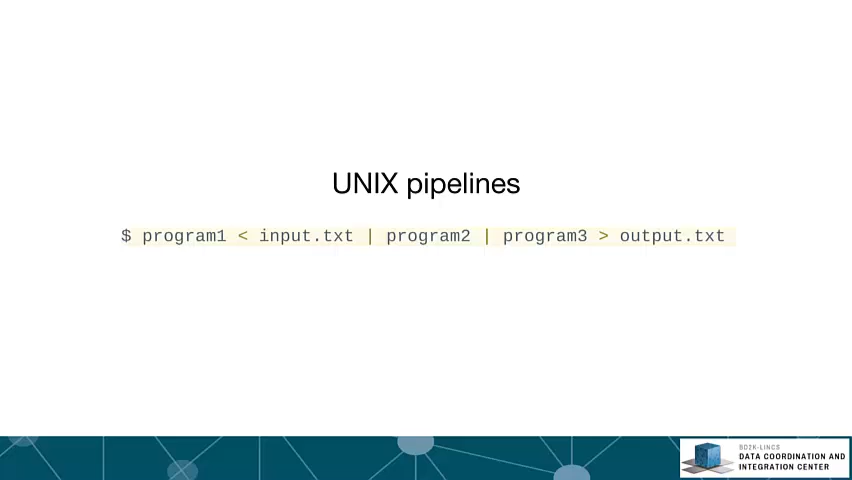 UNIX pipelines
$ program1 < input.txt | program2 | program3 > output.txt
BD2K-LINCS
DATA COORDINATION AND
INTEGRATION CENTER